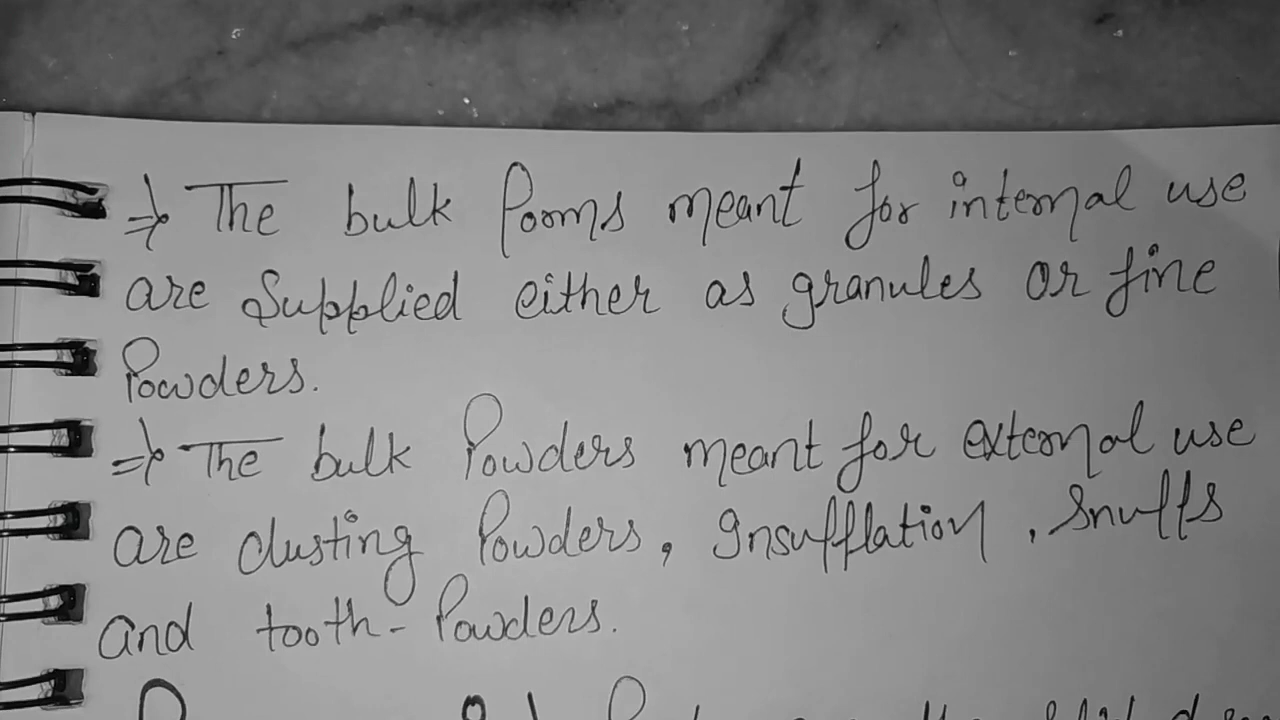 ⇒ The bulk Forms meant for internal use
are Supplied either as granules or fine
Powders.
⇒ The bulk Powders meant for external use
are dusting Powders, Insufflation, Snuffs
and tooth-Powders.